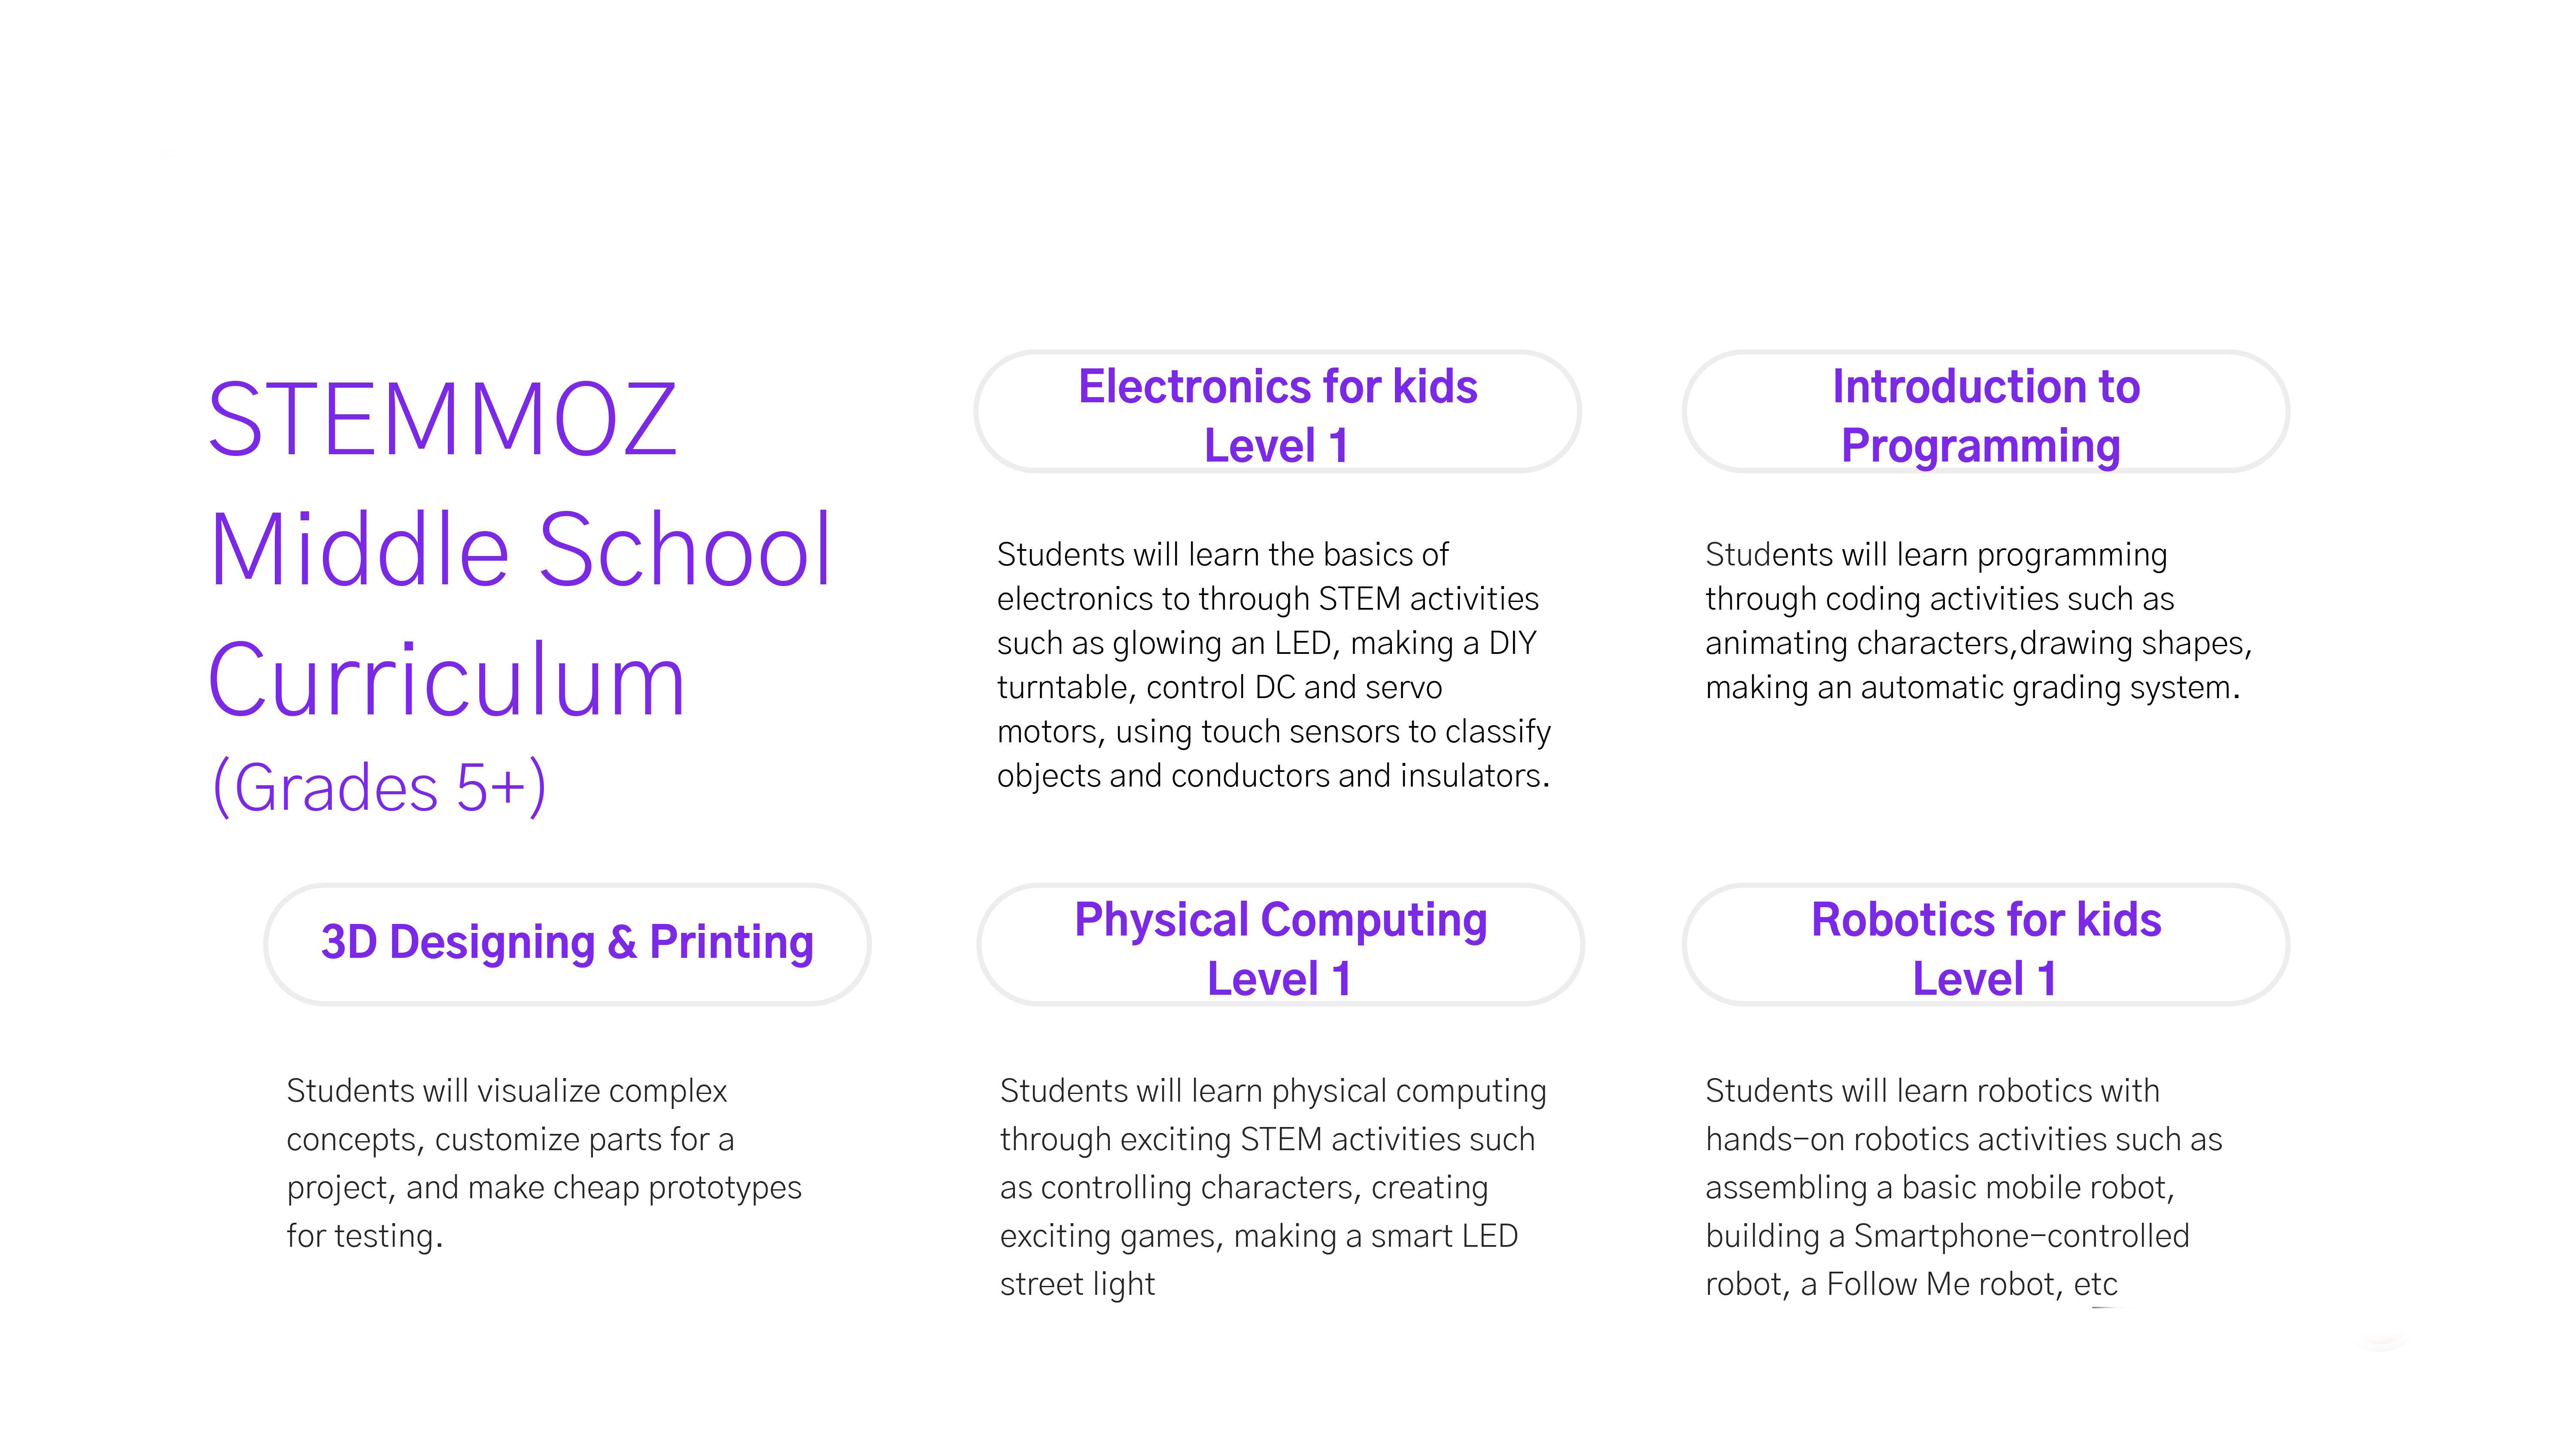 STEMMOZ
Middle School
Curriculum
(Grades 5+)
Electronics for kids
Level 1
Students will learn the basics of
electronics to through STEM activities
such as glowing an LED, making a DIY
turntable, control DC and servo
motors, using touch sensors to classify
objects and conductors and insulators.
Introduction to
Programming
Students will learn programming
through coding activities such as
animating characters,drawing shapes,
making an automatic grading system.
3D Designing & Printing
Students will visualize complex
concepts, customize parts for a
project, and make cheap prototypes
for testing.
Physical Computing
Level 1
Students will learn physical computing
through exciting STEM activities such
as controlling characters, creating
exciting games, making a smart LED
street light
Robotics for kids
Level 1
Students will learn robotics with
hands-on robotics activities such as
assembling a basic mobile robot,
building a Smartphone-controlled
robot, a Follow Me robot, etc